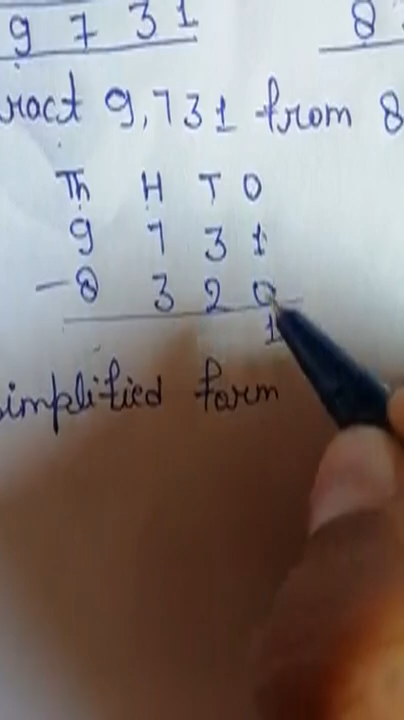 9 7 3 1 8
ract 9,731 from 8
Th H T O
9 7 3 1
-8 3 2 0
1
simplified form